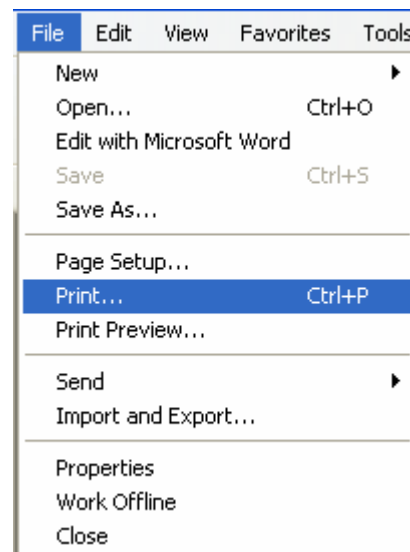 File Edit View Favorites Tools
New
Open... Ctrl+O
Edit with Microsoft Word
Save Ctrl+S
Save As...
Page Setup...
Print... Ctrl+P
Print Preview...
Send
Import and Export...
Properties
Work Offline
Close